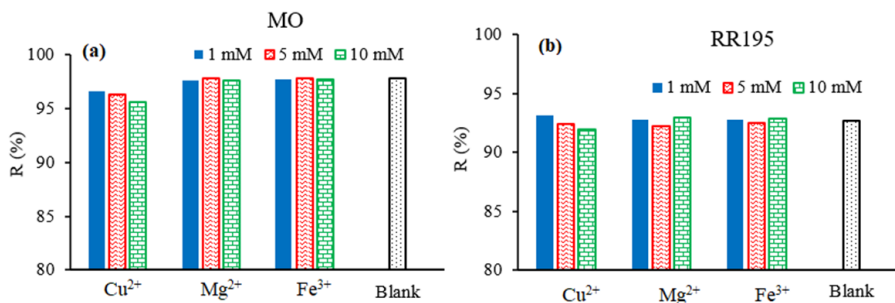 MO
(a)
1 mM 5 mM 10 mM
R (%)
100
95
90
85
80
Cu²⁺ Mg²⁺ Fe³⁺ Blank
RR195
(b)
1 mM 5 mM 10 mM
R (%)
100
95
90
85
80
Cu²⁺ Mg²⁺ Fe³⁺ Blank